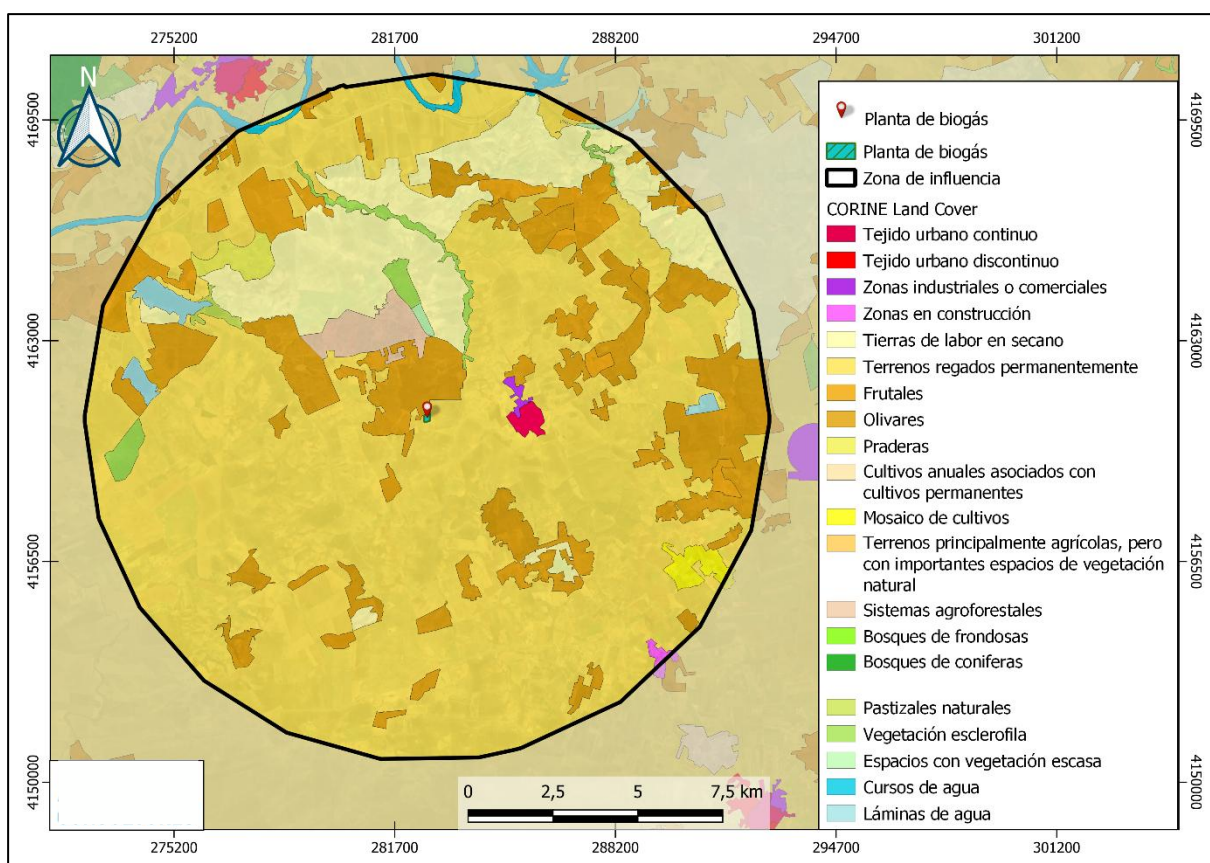 275200 281700 288200 294700 301200
N
4169500
4163000
4156500
4150000
4169500
4163000
4156500
4150000
Planta de biogás
Planta de biogás
Zona de influencia
CORINE Land Cover
Tejido urbano continuo
Tejido urbano discontinuo
Zonas industriales o comerciales
Zonas en construcción
Tierras de labor en secano
Terrenos regados permanentemente
Frutales
Olivares
Praderas
Cultivos anuales asociados con
cultivos permanentes
Mosaico de cultivos
Terrenos principalmente agrícolas, pero
con importantes espacios de vegetación
natural
Sistemas agroforestales
Bosques de frondosas
Bosques de coniferas
Pastizales naturales
Vegetación esclerofila
Espacios con vegetación escasa
Cursos de agua
Láminas de agua
0 2,5 5 7,5 km
275200 281700 288200 294700 301200